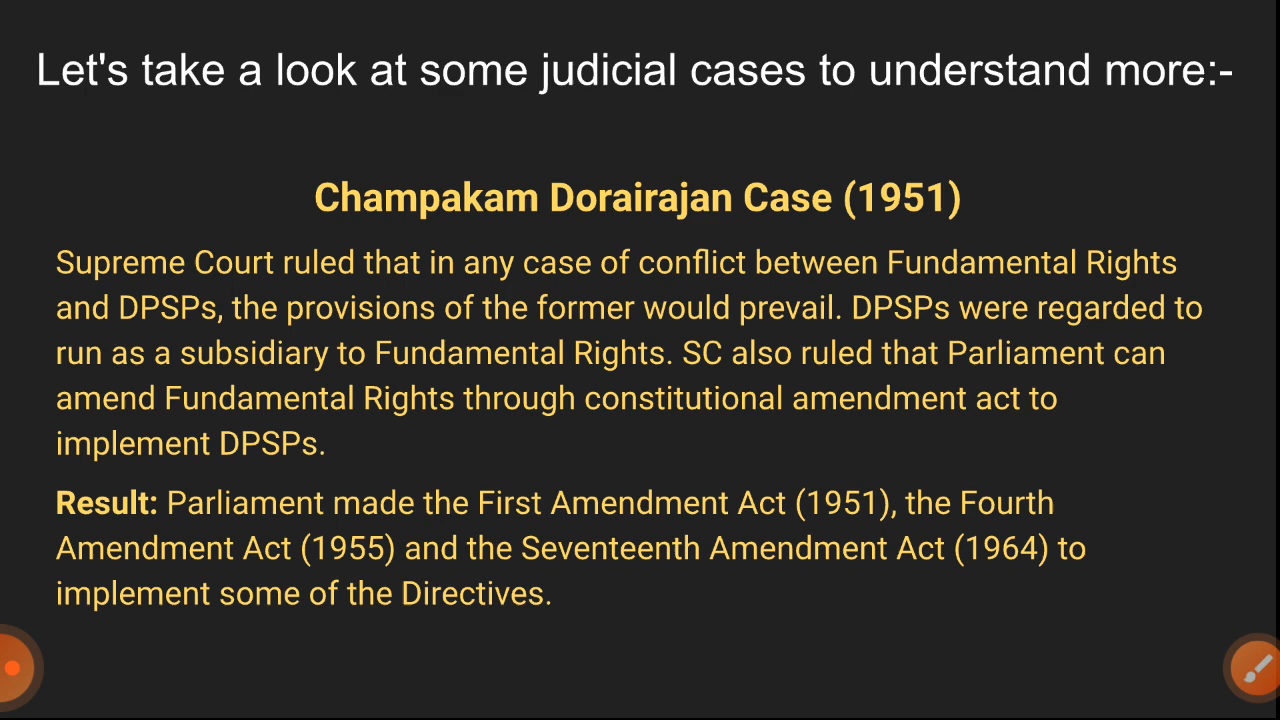 Let's take a look at some judicial cases to understand more:-
Champakam Dorairajan Case (1951)
Supreme Court ruled that in any case of conflict between Fundamental Rights
and DPSPs, the provisions of the former would prevail. DPSPs were regarded to
run as a subsidiary to Fundamental Rights. SC also ruled that Parliament can
amend Fundamental Rights through constitutional amendment act to
implement DPSPs.
Result: Parliament made the First Amendment Act (1951), the Fourth
Amendment Act (1955) and the Seventeenth Amendment Act (1964) to
implement some of the Directives.